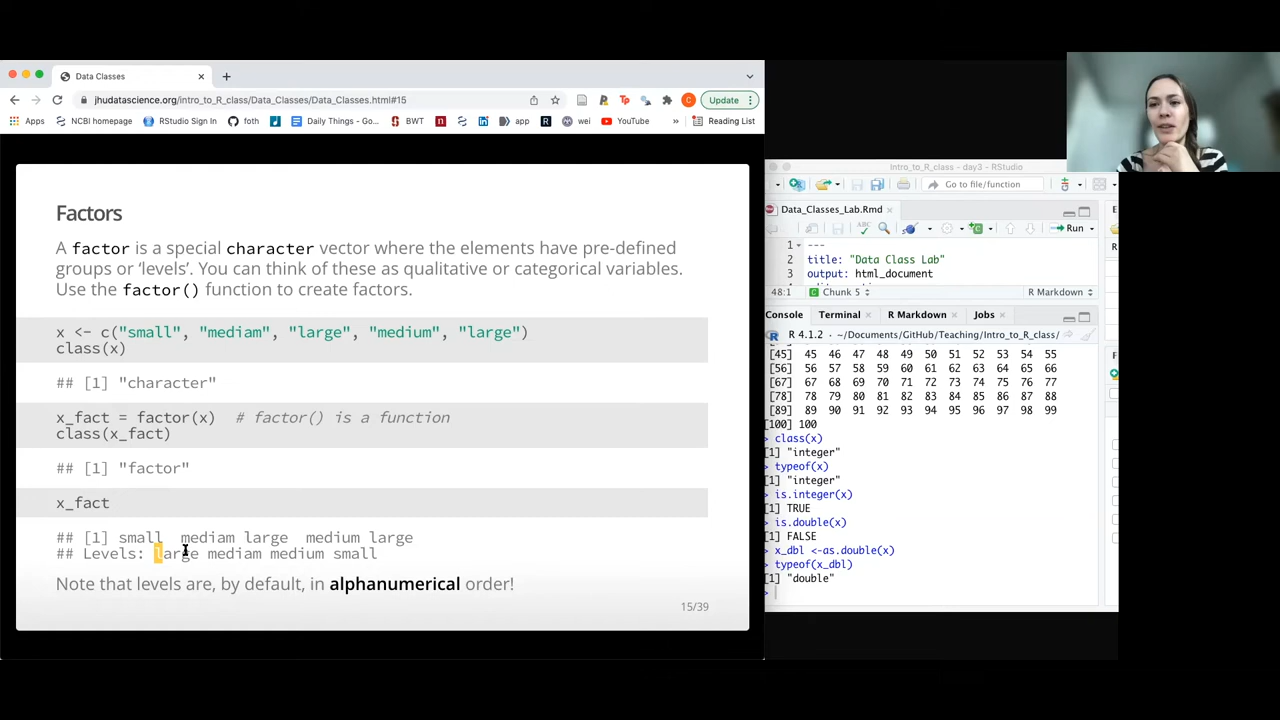 Data Classes
jhudatascience.org/intro_to_R_class/Data_Classes/Data_Classes.html#15
Update
Apps NCBI homepage RStudio Sign In foth Daily Things - Go... BWT app wei YouTube » Reading List
Factors
A factor is a special character vector where the elements have pre-defined
groups or ‘levels’. You can think of these as qualitative or categorical variables.
Use the factor() function to create factors.
x <- c("small", "mediam", "large", "medium", "large")
class(x)
## [1] "character"
x_fact = factor(x)  # factor() is a function
class(x_fact)
## [1] "factor"
x_fact
## [1] small  mediam large  medium large
## Levels: large mediam medium small
Note that levels are, by default, in alphanumerical order!
15/39
Intro_to_R_class - day3 - RStudio
Go to file/function
Data_Classes_Lab.Rmd
Run
1 ---
2 title: "Data Class Lab"
3 output: html_document
48:1 Chunk 5 R Markdown
Console Terminal R Markdown Jobs
R 4.1.2 · ~/Documents/GitHub/Teaching/Intro_to_R_class/
[45] 45 46 47 48 49 50 51 52 53 54 55
[56] 56 57 58 59 60 61 62 63 64 65 66
[67] 67 68 69 70 71 72 73 74 75 76 77
[78] 78 79 80 81 82 83 84 85 86 87 88
[89] 89 90 91 92 93 94 95 96 97 98 99
[100] 100
> class(x)
[1] "integer"
> typeof(x)
[1] "integer"
> is.integer(x)
[1] TRUE
> is.double(x)
[1] FALSE
> x_dbl <-as.double(x)
> typeof(x_dbl)
[1] "double"
>